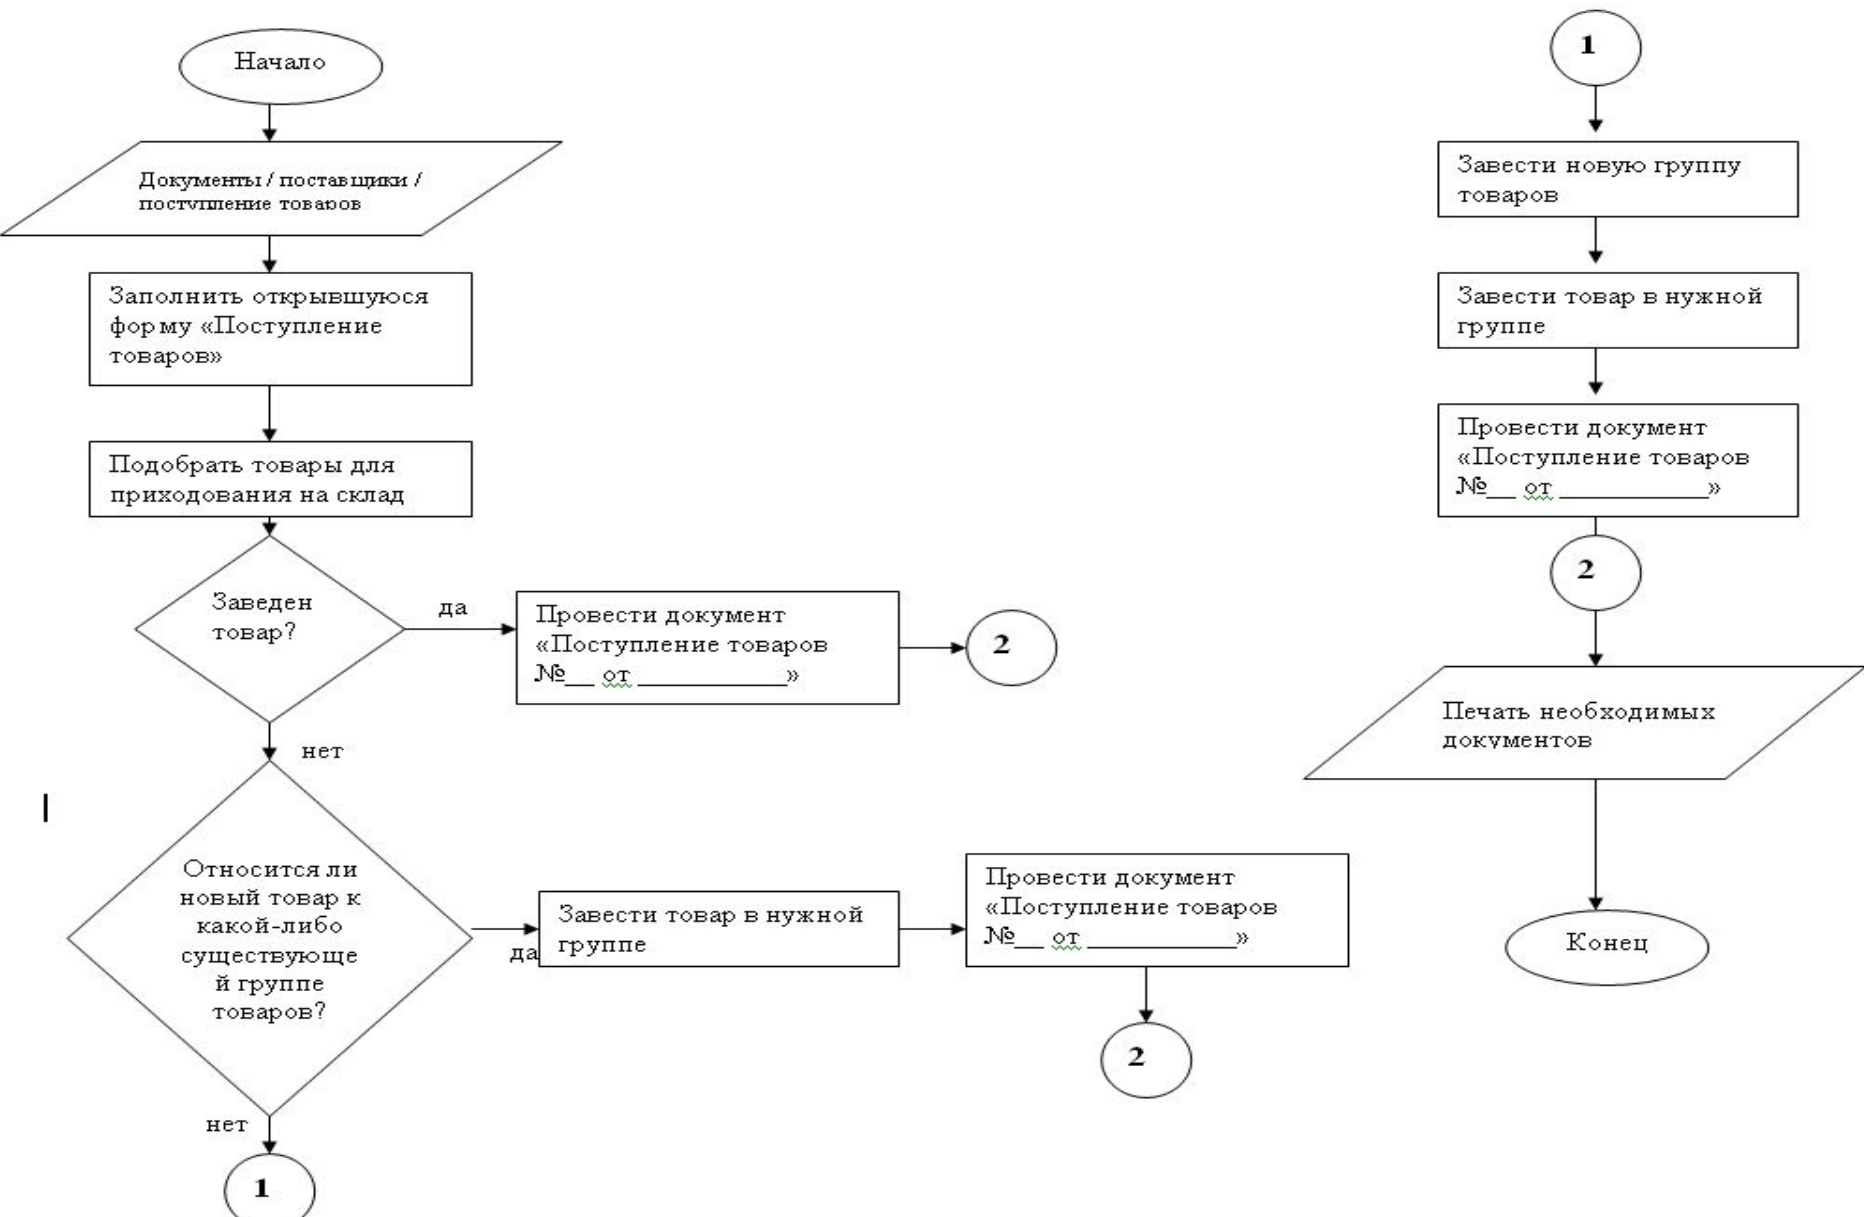 Начало
Документы / поставщики /
поступление товаров
Заполнить открывшуюся
форму «Поступление
товаров»
Подобрать товары для
приходования на склад
Заведен
товар?
да
Провести документ
«Поступление товаров
№__ от __________»
2
нет
Относится ли
новый товар к
какой-либо
существующе
й группе
товаров?
да
Завести товар в нужной
группе
Провести документ
«Поступление товаров
№__ от __________»
2
нет
1
1
Завести новую группу
товаров
Завести товар в нужной
группе
Провести документ
«Поступление товаров
№__ от __________»
2
Печать необходимых
документов
Конец